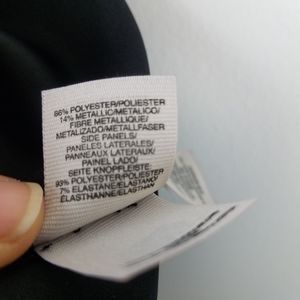 86% POLYESTER/POLIESTER
14% METALLIC/METALICO/
FIBRE METALLIQUE/
METALIZADO/METALLFASER
SIDE PANELS/
PANELES LATERALES/
PANNEAUX LATERAUX/
PAINEL LADO/
SEITE KNOPFLEISTE:
93% POLYESTER/POLIESTER
7% ELASTANE/ELASTANO/
ÉLASTHANNE/ELASTHAN